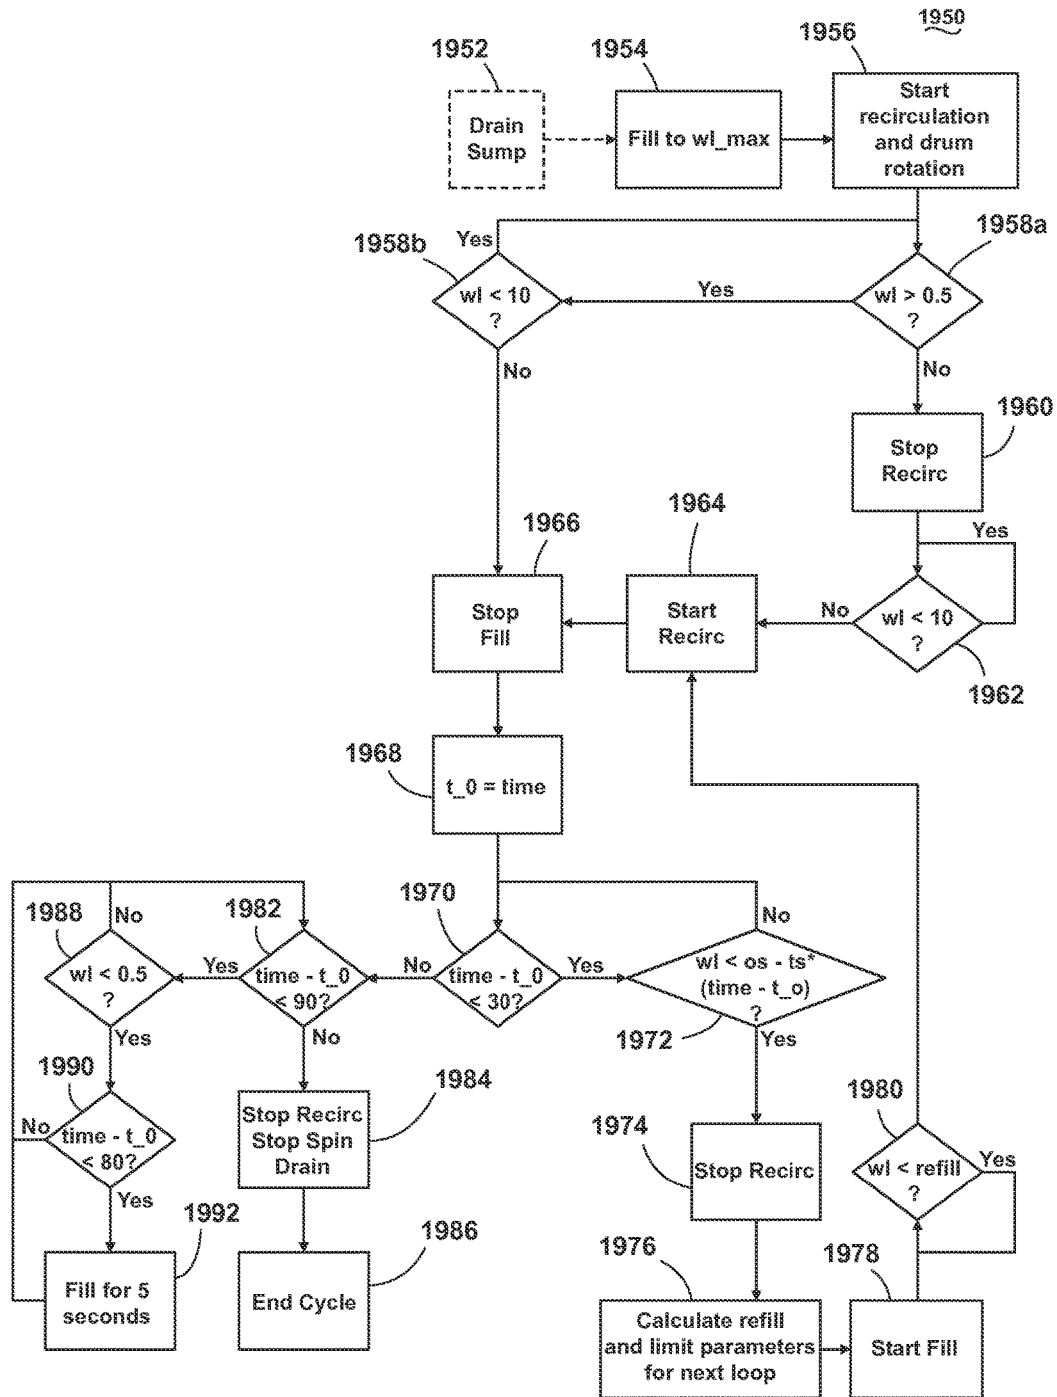 1950
1952
1954
1956
Drain
Sump
Fill to wl_max
Start
recirculation
and drum
rotation
1958b
Yes
1958a
wl < 10
?
Yes
wl > 0.5
?
No
No
1960
Stop
Recirc
1966
1964
Yes
Stop
Fill
Start
Recirc
No
wl < 10
?
1962
1968
t_0 = time
1988
No
1982
1970
No
wl < 0.5
?
Yes
time - t_0
< 90?
No
time - t_0
< 30?
Yes
wl < os - ts*
(time - t_o)
?
1972
Yes
No
Yes
1990
1984
1980
No
time - t_0
< 80?
Stop Recirc
Stop Spin
Drain
1974
Stop Recirc
wl < refill
?
Yes
Yes
1992
1986
1976
1978
Fill for 5
seconds
End Cycle
Calculate refill
and limit parameters
for next loop
Start Fill